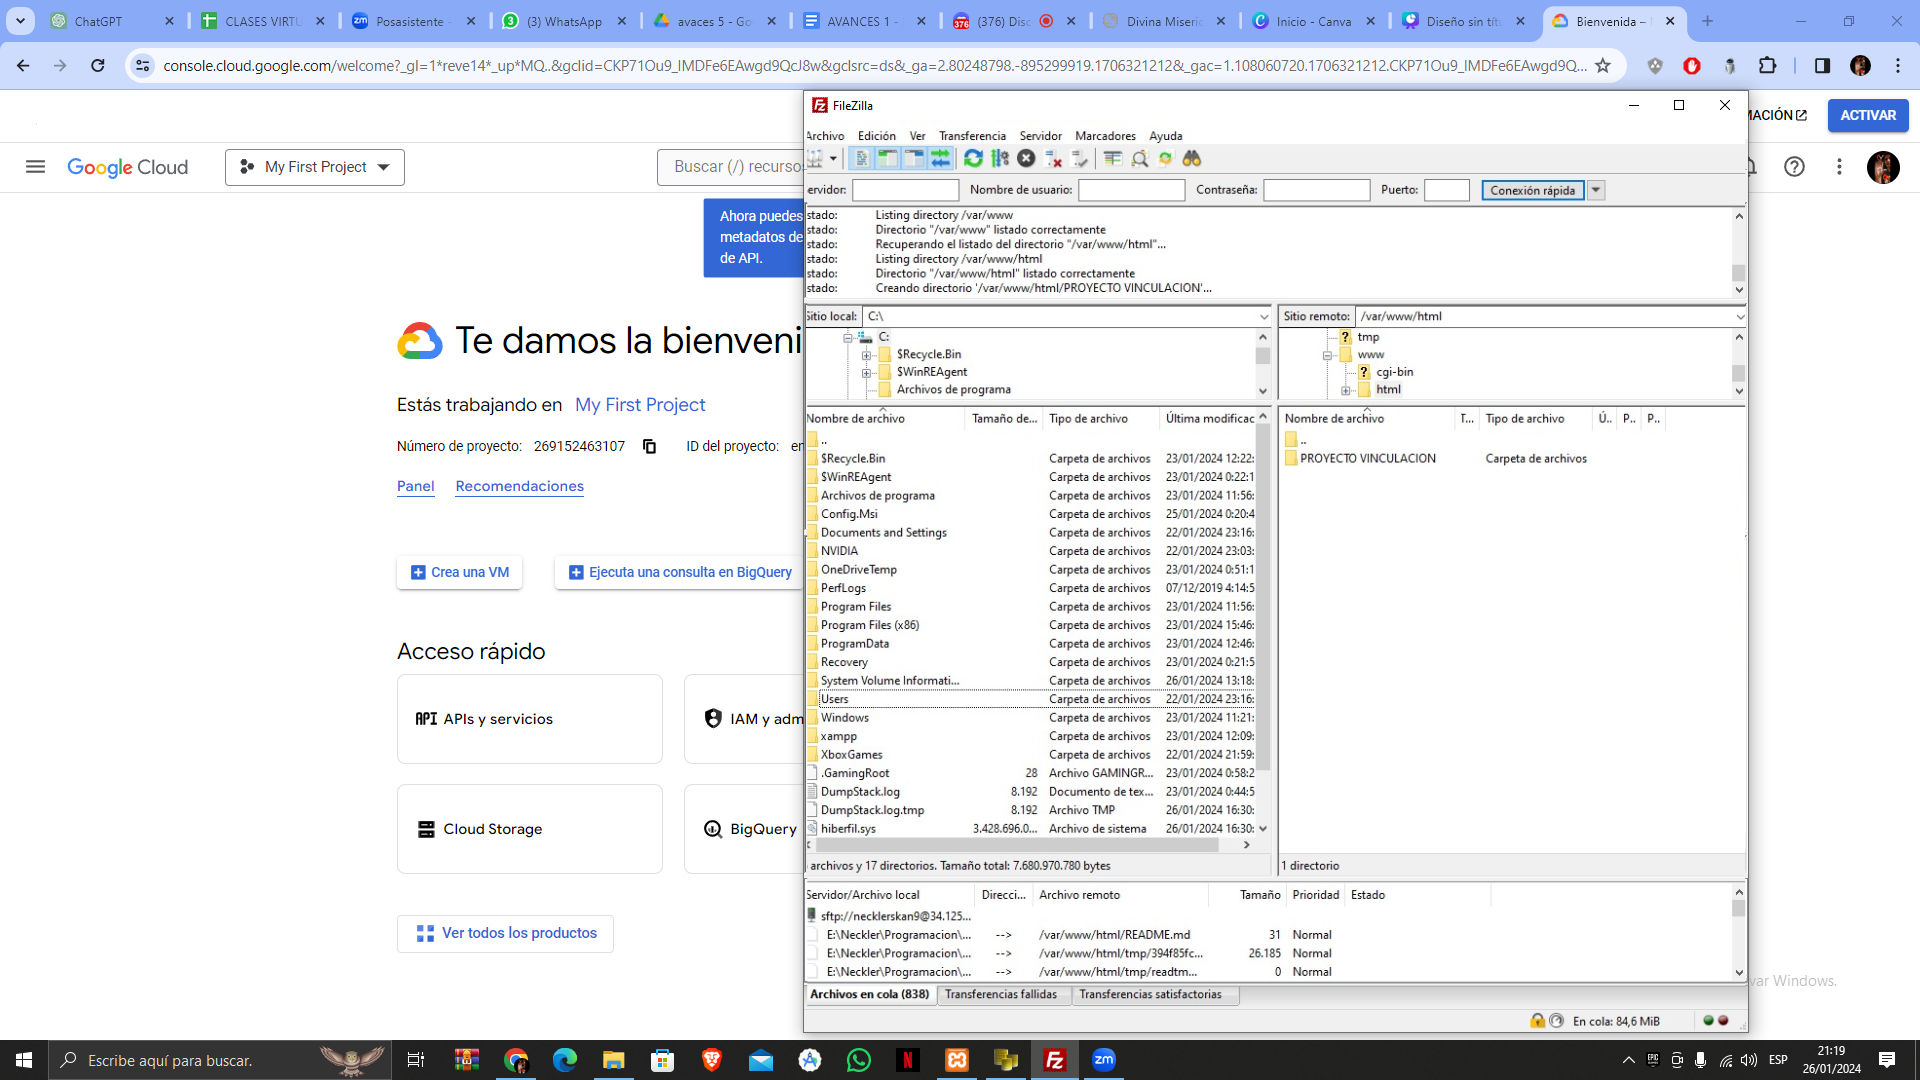 ChatGPT
CLASES VIRTU
Posasistente -
(3) WhatsApp
avaces 5 - Go
AVANCES 1 -
(376) Disc
Divina Miseri
Inicio - Canva
Diseño sin títu
Bienvenida –
console.cloud.google.com/welcome?_gl=1*reve14*_up*MQ..&gclid=CKP71Ou9_IMDFe6EAwgd9QcJ8w&gclsrc=ds&_ga=2.80248798.-895299919.1706321212&_gac=1.108060720.1706321212.CKP71Ou9_IMDFe6EAwgd9Q...
MACIÓN
ACTIVAR
Google Cloud
My First Project
Buscar (/) recurso
Ahora puedes
metadatos de
de API.
Te damos la bienveni
Estás trabajando en My First Project
Número de proyecto: 269152463107 ID del proyecto: en
Panel Recomendaciones
Crea una VM
Ejecuta una consulta en BigQuery
Acceso rápido
API APIs y servicios
IAM y adm
Cloud Storage
BigQuery
Ver todos los productos
FileZilla
Archivo Edición Ver Transferencia Servidor Marcadores Ayuda
ervidor: Nombre de usuario: Contraseña: Puerto: Conexión rápida
stado: Listing directory /var/www
stado: Directorio "/var/www" listado correctamente
stado: Recuperando el listado del directorio "/var/www/html"...
stado: Listing directory /var/www/html
stado: Directorio "/var/www/html" listado correctamente
stado: Creando directorio '/var/www/html/PROYECTO VINCULACION'...
Sitio local: C:\
C:
$Recycle.Bin
$WinREAgent
Archivos de programa
Sitio remoto: /var/www/html
tmp
www
cgi-bin
html
Nombre de archivo Tamaño de... Tipo de archivo Última modificac
..
$Recycle.Bin Carpeta de archivos 23/01/2024 12:22:
$WinREAgent Carpeta de archivos 23/01/2024 0:22:1
Archivos de programa Carpeta de archivos 23/01/2024 11:56:
Config.Msi Carpeta de archivos 25/01/2024 0:20:4
Documents and Settings Carpeta de archivos 22/01/2024 23:16:
NVIDIA Carpeta de archivos 22/01/2024 23:03:
OneDriveTemp Carpeta de archivos 23/01/2024 0:51:1
PerfLogs Carpeta de archivos 07/12/2019 4:14:5
Program Files Carpeta de archivos 23/01/2024 11:56:
Program Files (x86) Carpeta de archivos 23/01/2024 15:46:
ProgramData Carpeta de archivos 23/01/2024 12:46:
Recovery Carpeta de archivos 23/01/2024 0:21:5
System Volume Informati... Carpeta de archivos 26/01/2024 13:18:
Users Carpeta de archivos 22/01/2024 23:16:
Windows Carpeta de archivos 23/01/2024 11:21:
xampp Carpeta de archivos 23/01/2024 12:09:
XboxGames Carpeta de archivos 22/01/2024 21:59:
.GamingRoot 28 Archivo GAMINGR... 23/01/2024 0:58:2
DumpStack.log 8.192 Documento de tex... 23/01/2024 0:44:5
DumpStack.log.tmp 8.192 Archivo TMP 26/01/2024 16:30:
hiberfil.sys 3.428.696.0... Archivo de sistema 26/01/2024 16:30:
archivos y 17 directorios. Tamaño total: 7.680.970.780 bytes
Nombre de archivo T... Tipo de archivo Ú.. P.. P..
..
PROYECTO VINCULACION Carpeta de archivos
1 directorio
Servidor/Archivo local Direcci... Archivo remoto Tamaño Prioridad Estado
sftp://necklerskan9@34.125...
E:\Neckler\Programacion\... --> /var/www/html/README.md 31 Normal
E:\Neckler\Programacion\... --> /var/www/html/tmp/394f85fc... 26.185 Normal
E:\Neckler\Programacion\... --> /var/www/html/tmp/readtm... 0 Normal
Archivos en cola (838) Transferencias fallidas Transferencias satisfactorias
En cola: 84,6 MiB
var Windows.
Escribe aquí para buscar.
ESP
21:19
26/01/2024